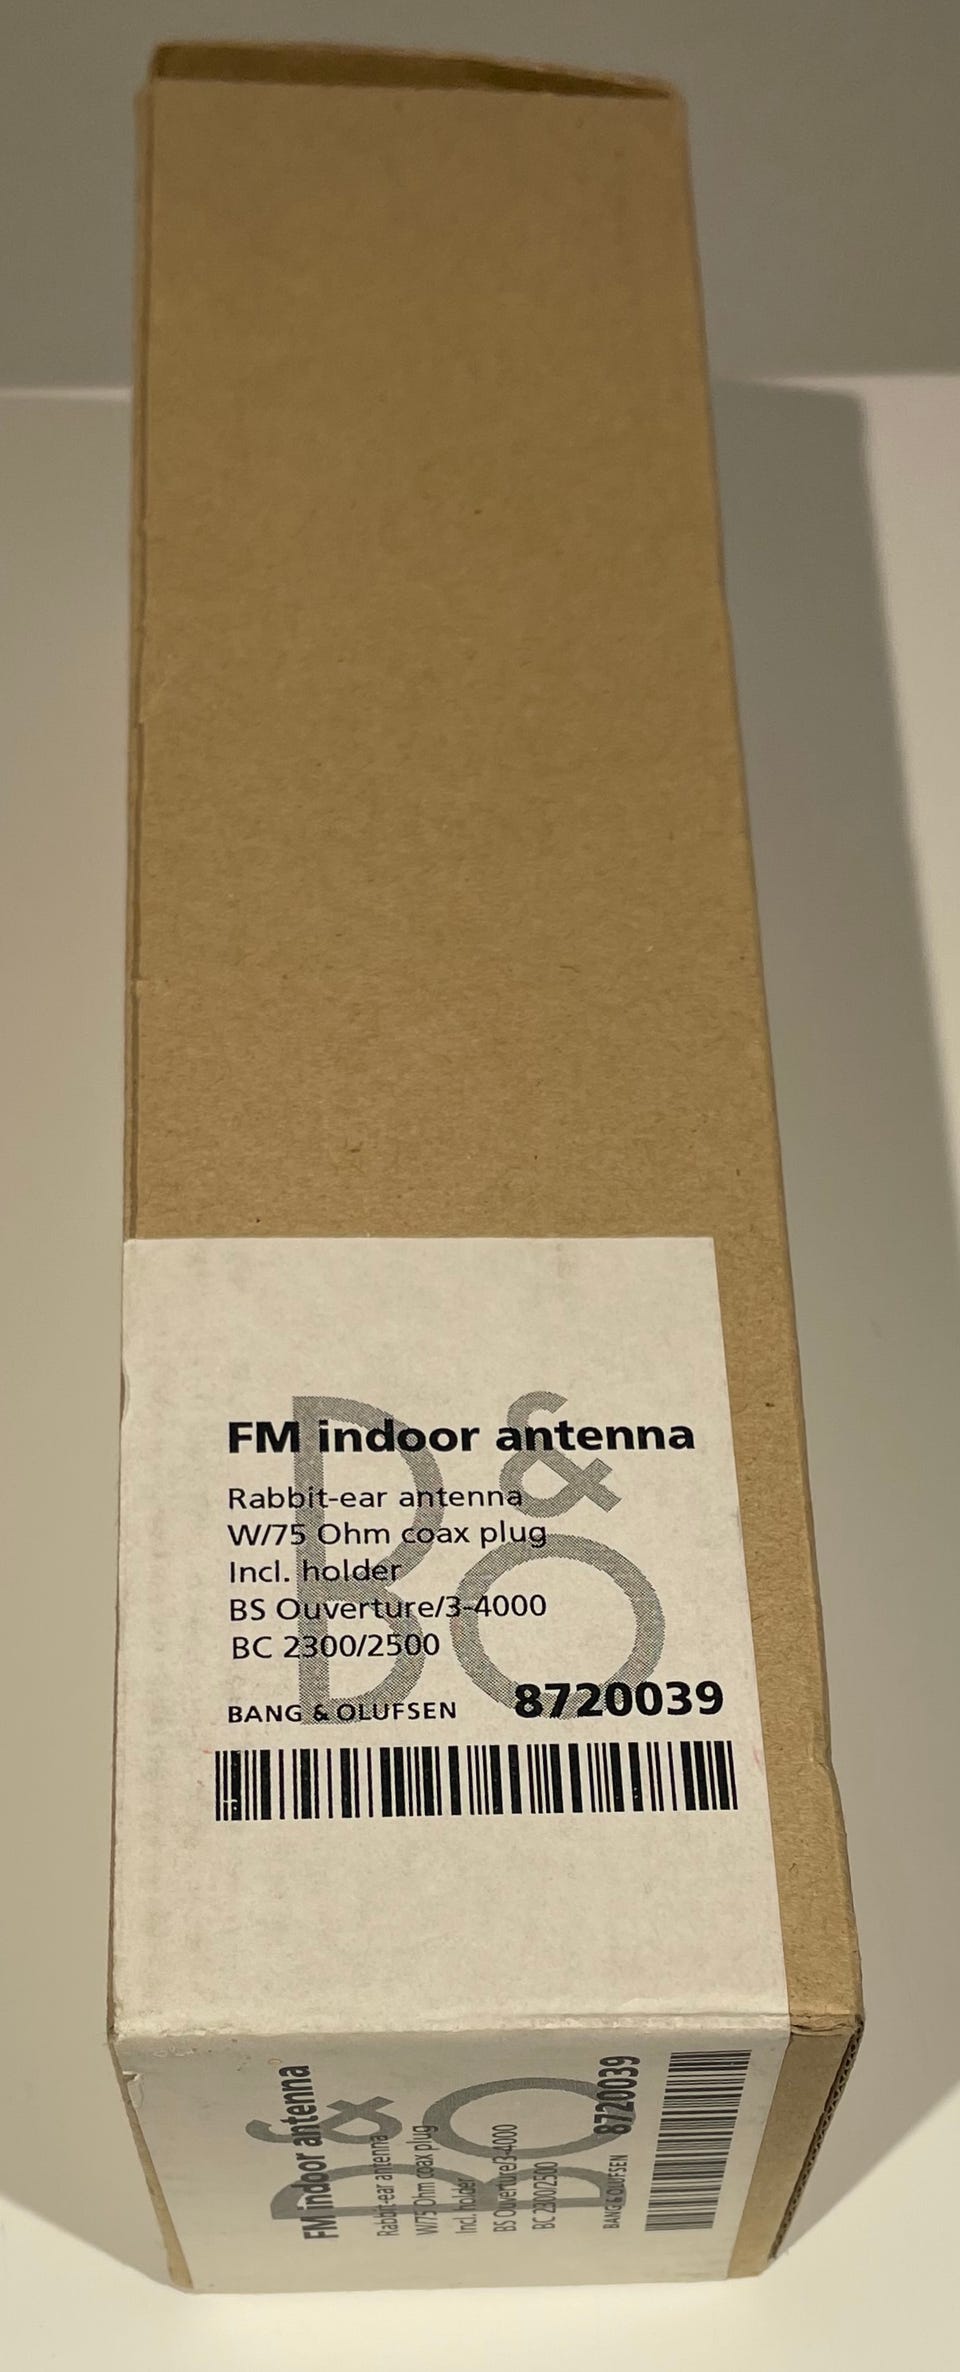 B&O
FM indoor antenna
Rabbit-ear antenna
W/75 Ohm coax plug
Incl. holder
BS Ouverture/3-4000
BC 2300/2500
BANG & OLUFSEN 8720039
B&O
FM indoor antenna
Rabbit-ear antenna
W/75 Ohm coax plug
Incl. holder
BS Ouverture/3-4000
BC 2300/2500
BANG & OLUFSEN 8720039